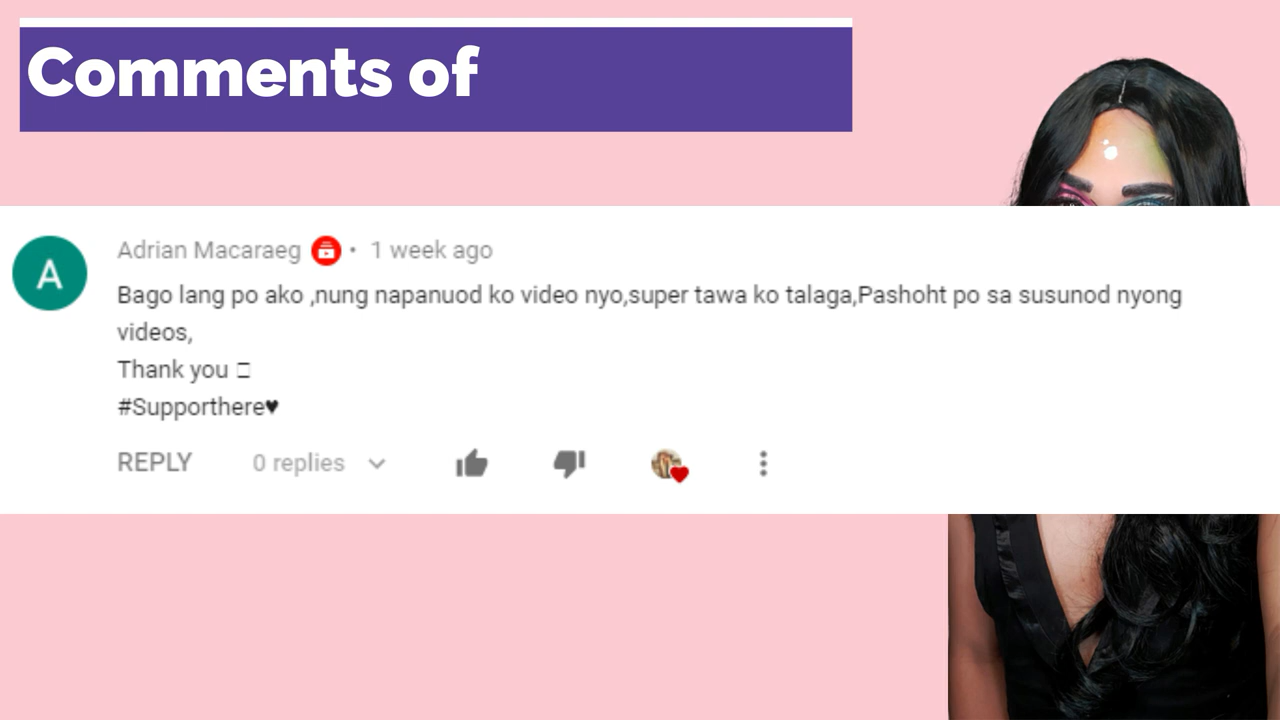 Comments of
A
Adrian Macaraeg • 1 week ago
Bago lang po ako ,nung napanuod ko video nyo,super tawa ko talaga,Pashoht po sa susunod nyong
videos,
Thank you □
#Supporthere♥
REPLY 0 replies